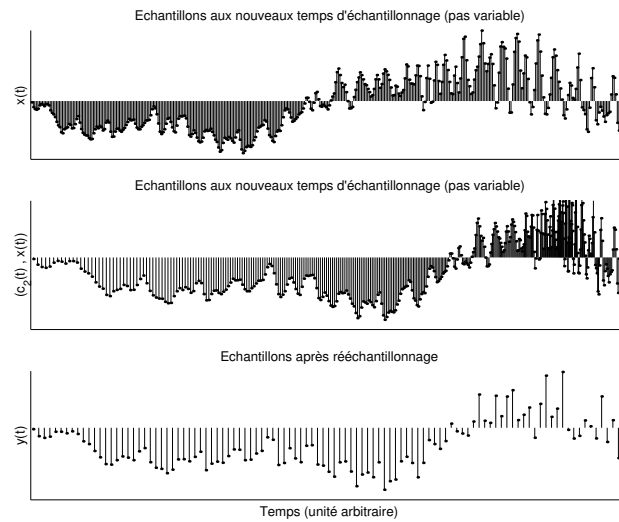 Echantillons aux nouveaux temps d'échantillonnage (pas variable)
x(t)
Echantillons aux nouveaux temps d'échantillonnage (pas variable)
(c2(t) , x(t))
Echantillons après rééchantillonnage
y(t)
Temps (unité arbitraire)